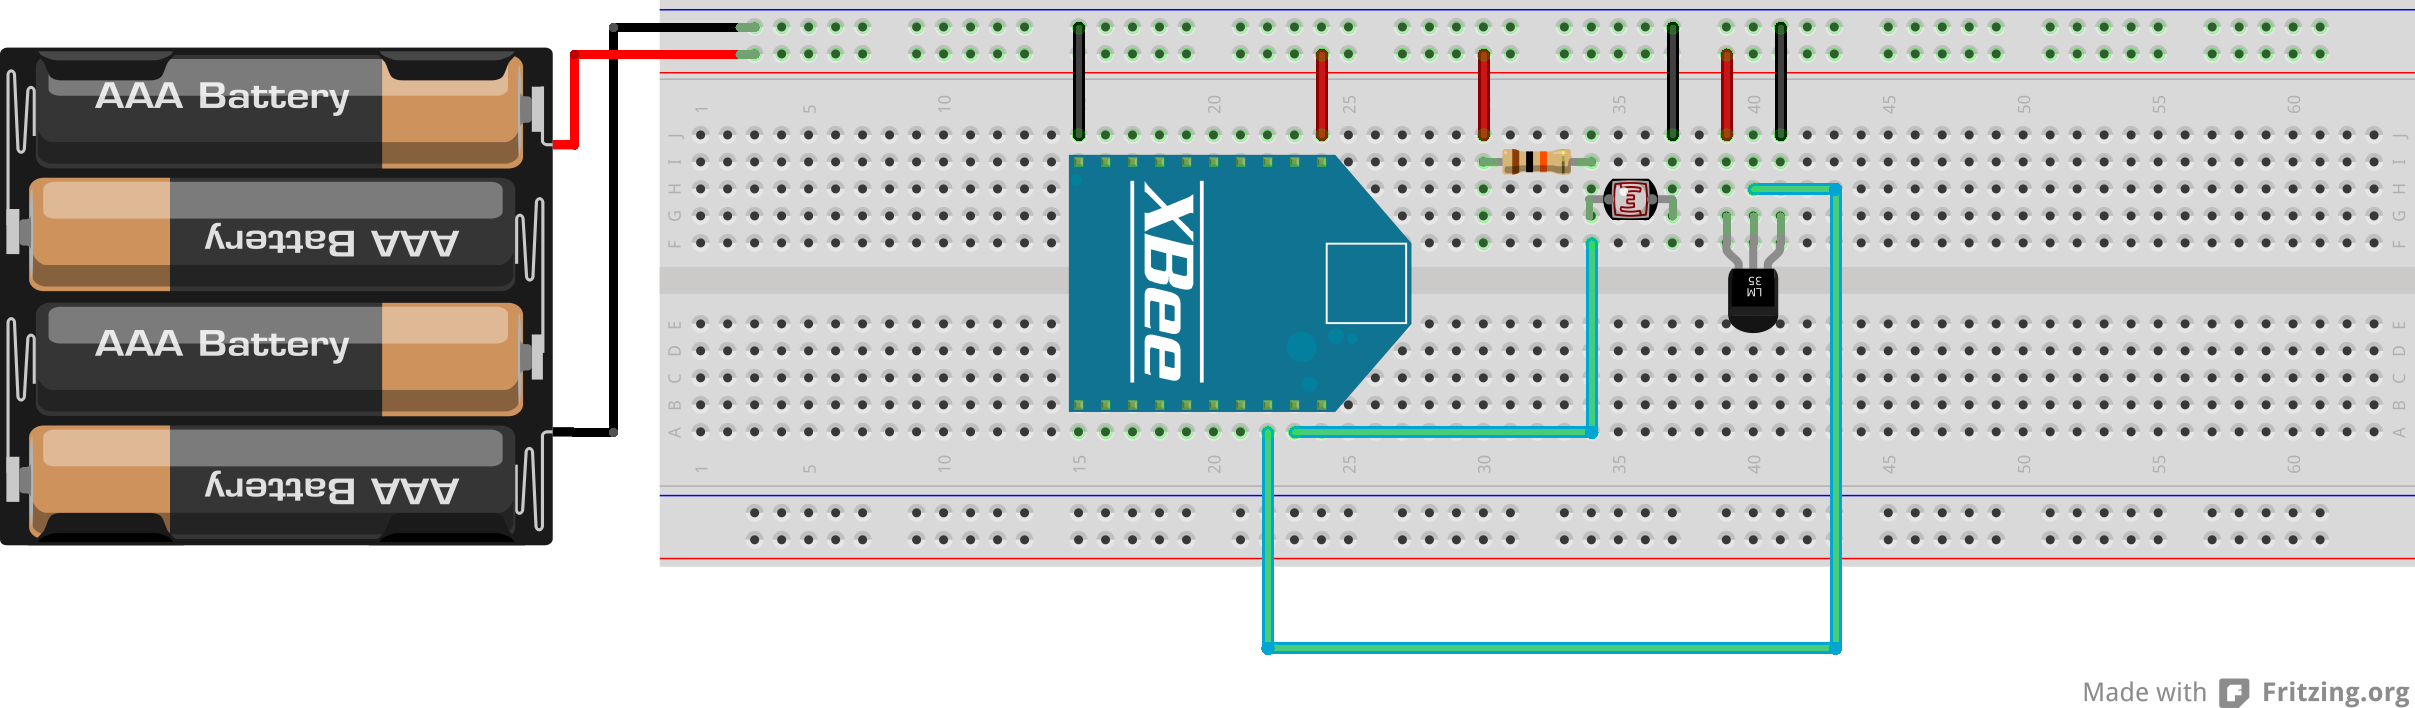 AAA Battery
AAA Battery
AAA Battery
AAA Battery
1 5 10 20 25 35 40 45 50 55 60
J J
I I
H H
G G
F F
XBee
LM
35
E E
D D
C C
B B
A A
1 5 10 15 20 25 30 35 40 45 50 55 60
Made with Fritzing.org